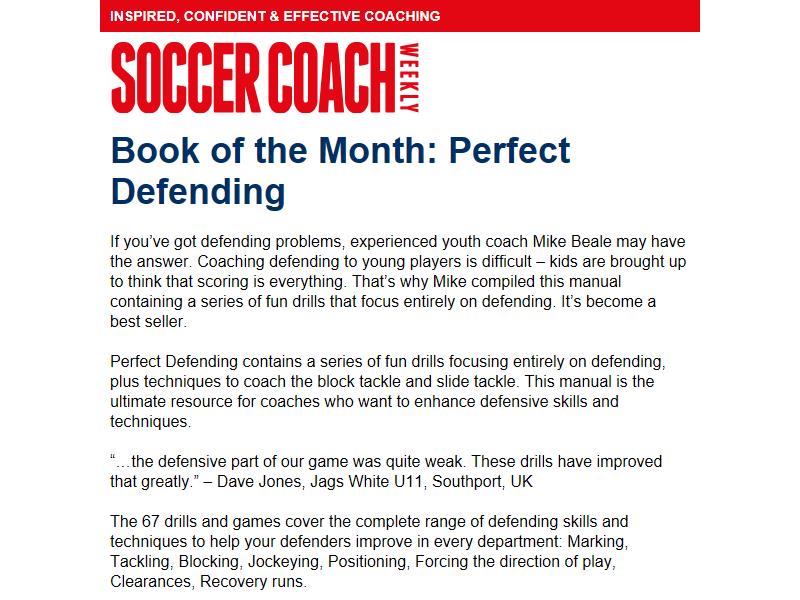 INSPIRED, CONFIDENT & EFFECTIVE COACHING
SOCCER COACH WEEKLY
Book of the Month: Perfect
Defending
If you’ve got defending problems, experienced youth coach Mike Beale may have
the answer. Coaching defending to young players is difficult – kids are brought up
to think that scoring is everything. That’s why Mike compiled this manual
containing a series of fun drills that focus entirely on defending. It’s become a
best seller.
Perfect Defending contains a series of fun drills focusing entirely on defending,
plus techniques to coach the block tackle and slide tackle. This manual is the
ultimate resource for coaches who want to enhance defensive skills and
techniques.
“…the defensive part of our game was quite weak. These drills have improved
that greatly.” – Dave Jones, Jags White U11, Southport, UK
The 67 drills and games cover the complete range of defending skills and
techniques to help your defenders improve in every department: Marking,
Tackling, Blocking, Jockeying, Positioning, Forcing the direction of play,
Clearances, Recovery runs.